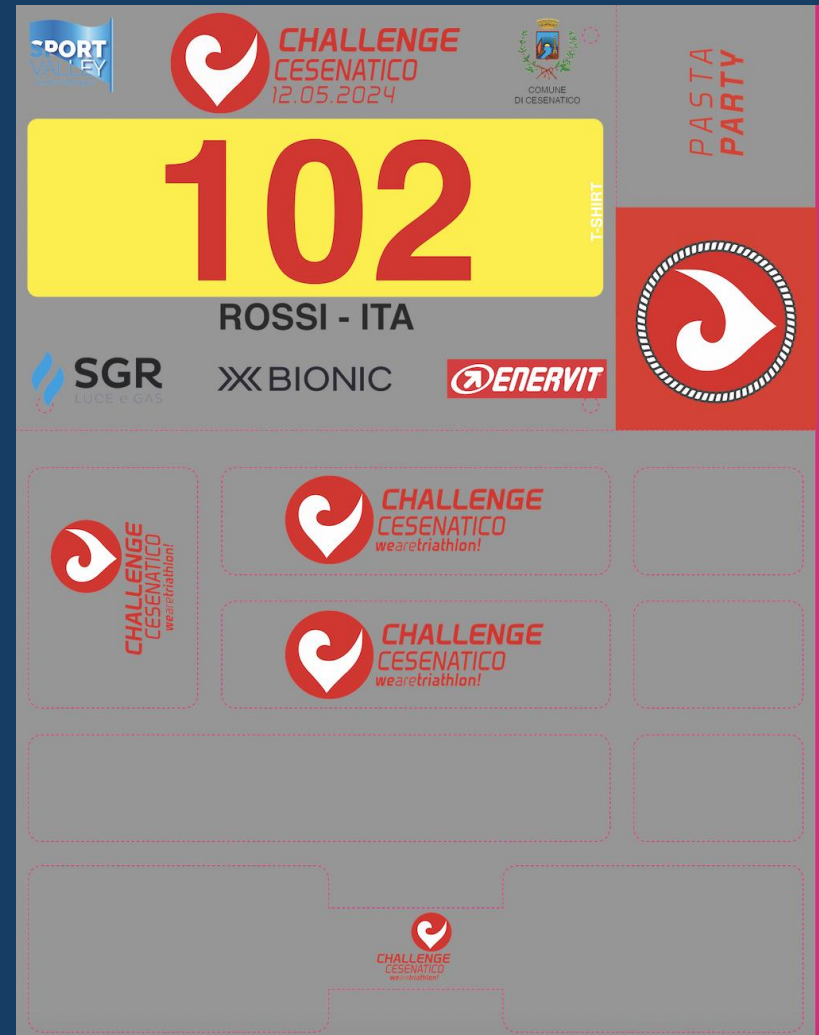 SPORT
VALLEY
CHALLENGE
CESENATICO
12.05.2024
COMUNE
DI CESENATICO
PASTA
PARTY
102
T-SHIRT
ROSSI - ITA
SGR
LUCE e GAS
X BIONIC
ENERVIT
CHALLENGE
CESENATICO
wearetriathlon!
CHALLENGE
CESENATICO
wearetriathlon!
CHALLENGE
CESENATICO
wearetriathlon!
CHALLENGE
CESENATICO
wearetriathlon!